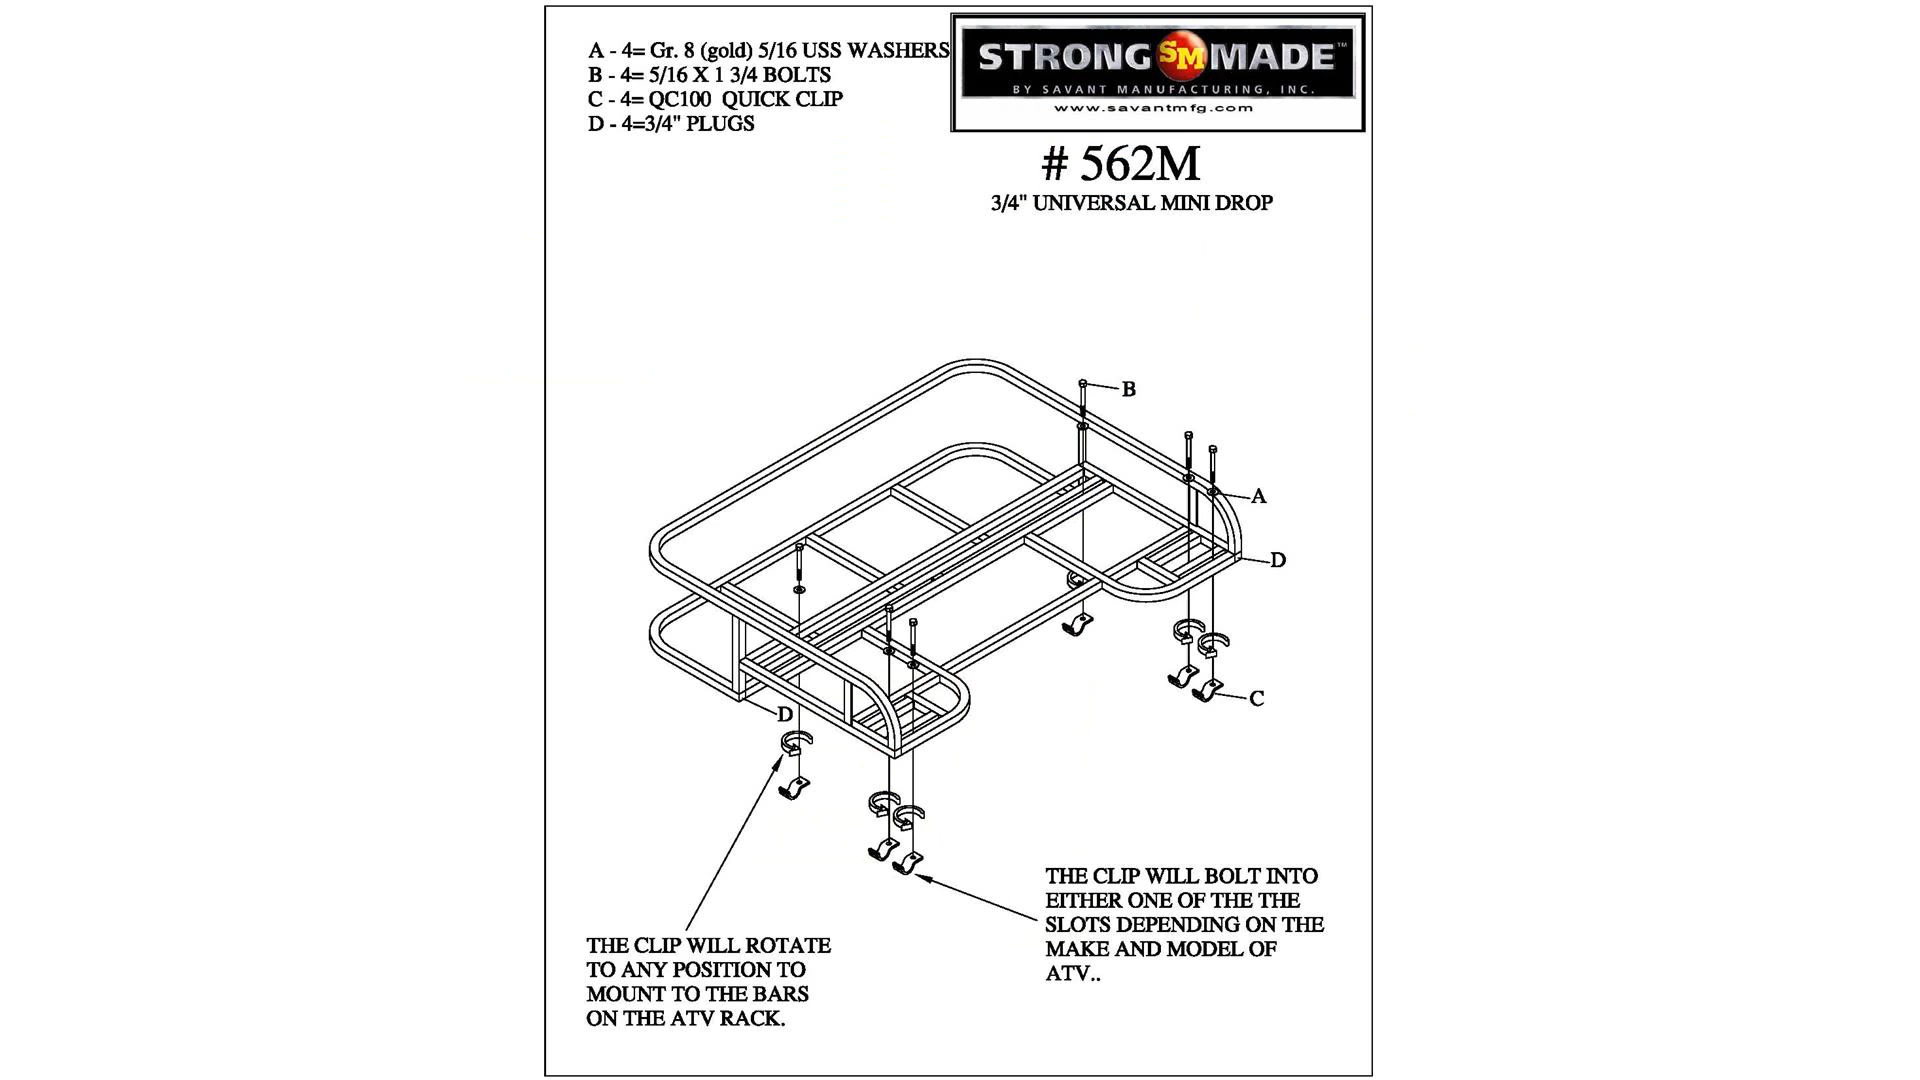 A - 4= Gr. 8 (gold) 5/16 USS WASHERS
B - 4= 5/16 X 1 3/4 BOLTS
C - 4= QC100 QUICK CLIP
D - 4=3/4" PLUGS
STRONG SM MADE™
BY SAVANT MANUFACTURING, INC.
www.savantmfg.com
# 562M
3/4" UNIVERSAL MINI DROP
B
A
D
C
D
THE CLIP WILL ROTATE
TO ANY POSITION TO
MOUNT TO THE BARS
ON THE ATV RACK.
THE CLIP WILL BOLT INTO
EITHER ONE OF THE THE
SLOTS DEPENDING ON THE
MAKE AND MODEL OF
ATV..